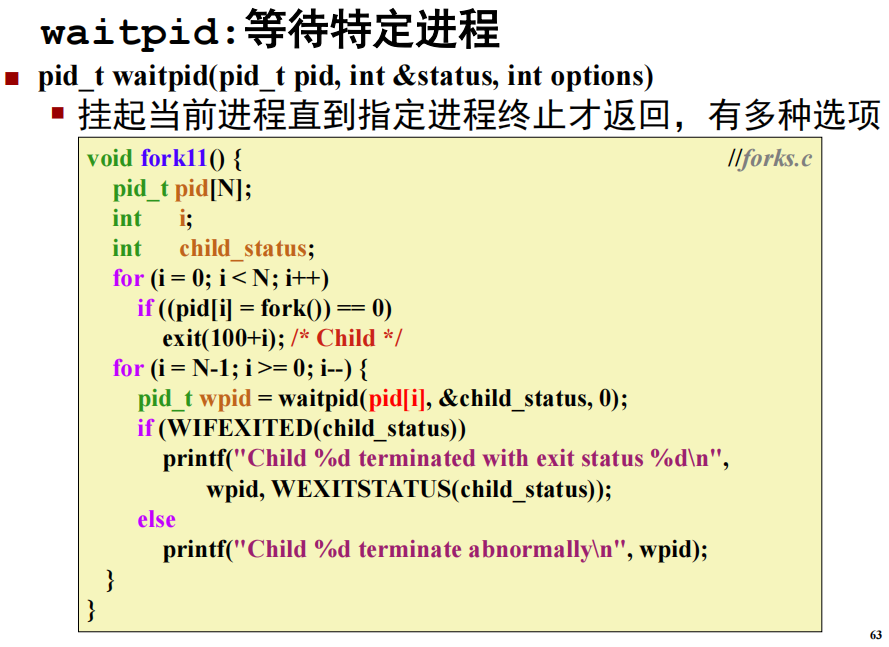 waitpid:等待特定进程
■ pid_t waitpid(pid_t pid, int &status, int options)
■ 挂起当前进程直到指定进程终止才返回，有多种选项
void fork11() { //forks.c
pid_t pid[N];
int i;
int child_status;
for (i = 0; i < N; i++)
if ((pid[i] = fork()) == 0)
exit(100+i); /* Child */
for (i = N-1; i >= 0; i--) {
pid_t wpid = waitpid(pid[i], &child_status, 0);
if (WIFEXITED(child_status))
printf("Child %d terminated with exit status %d\n",
wpid, WEXITSTATUS(child_status));
else
printf("Child %d terminate abnormally\n", wpid);
}
}
63